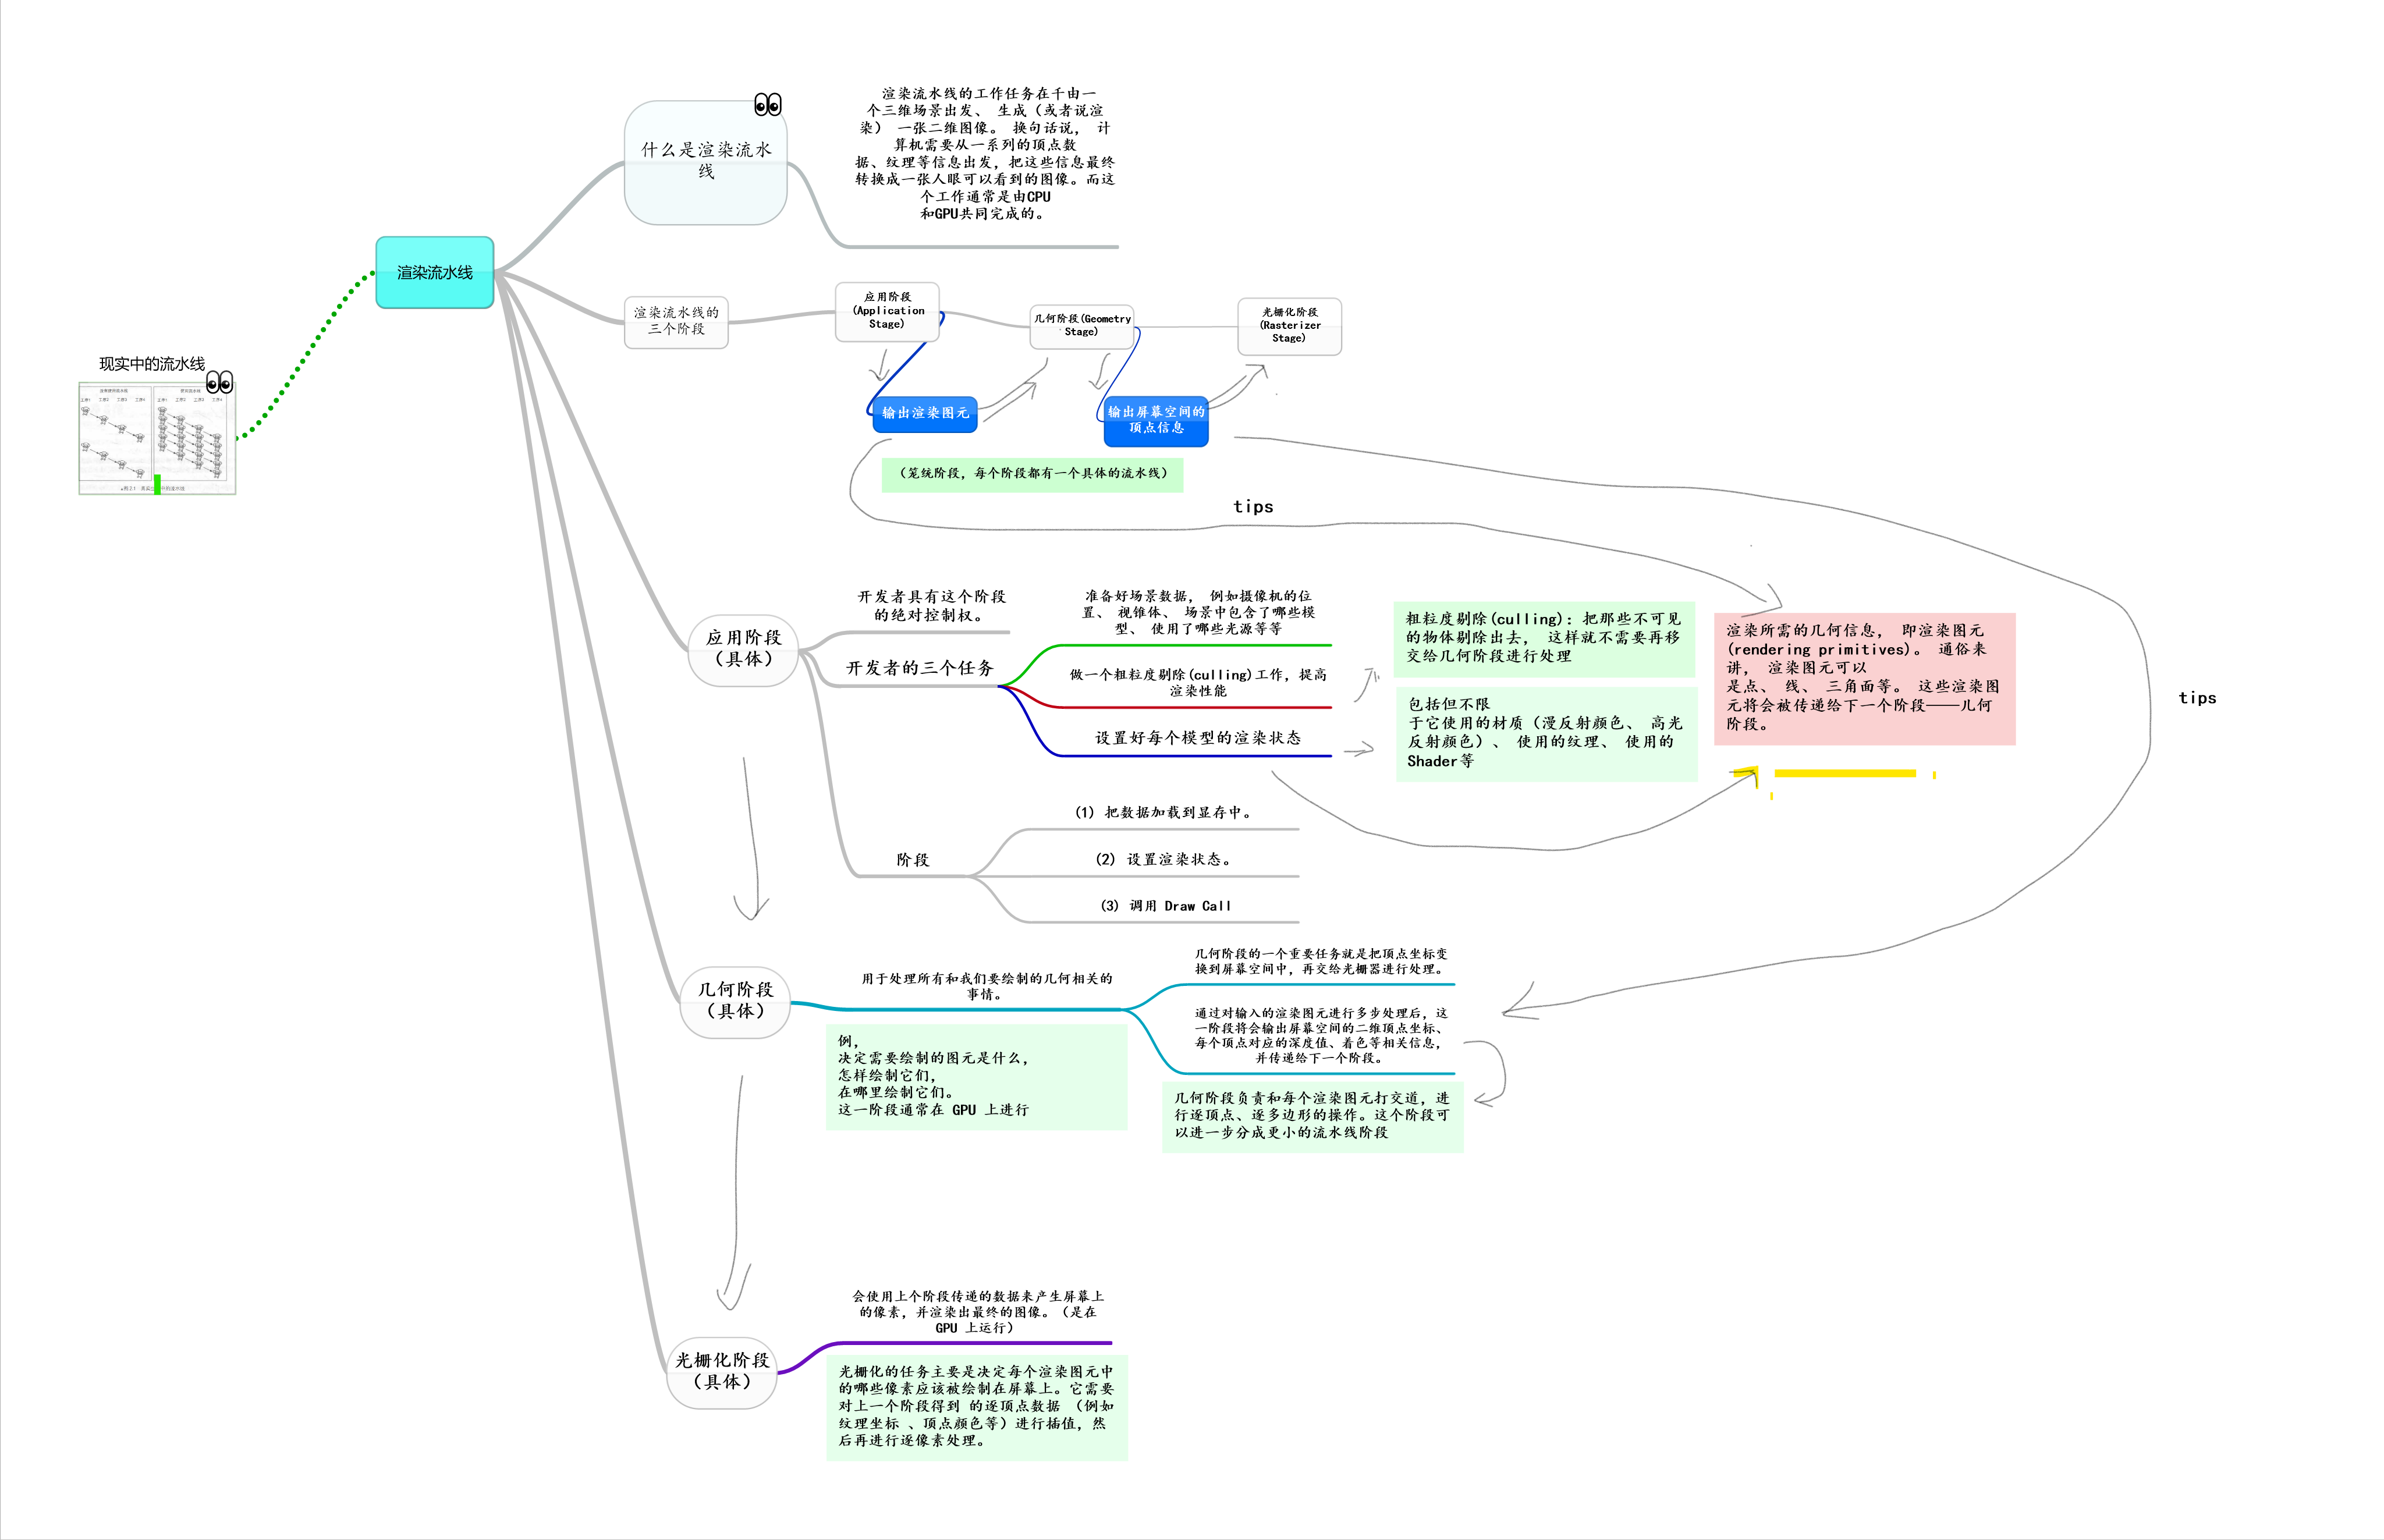 渲染流水线的工作任务在千由一
个三维场景出发、 生成（或者说渲
染） 一张二维图像。 换句话说， 计
算机需要从一系列的顶点数
据、纹理等信息出发，把这些信息最终
转换成一张人眼可以看到的图像。而这
个工作通常是由CPU
和GPU共同完成的。
什么是渲染流水
线
渲染流水线
渲染流水线的
三个阶段
应用阶段
(Application
Stage)
几何阶段(Geometry
Stage)
光栅化阶段
(Rasterizer
Stage)
现实中的流水线
工序1 工序2 工序3 工序4
工序1 工序2 工序3 工序4
输出渲染图元
输出屏幕空间的
顶点信息
（笼统阶段，每个阶段都有一个具体的流水线）
tips
tips
应用阶段
（具体）
开发者具有这个阶段
的绝对控制权。
开发者的三个任务
准备好场景数据， 例如摄像机的位
置、 视锥体、 场景中包含了哪些模
型、 使用了哪些光源等等
做一个粗粒度剔除(culling)工作，提高
渲染性能
设置好每个模型的渲染状态
粗粒度剔除(culling)：把那些不可见
的物体剔除出去， 这样就不需要再移
交给几何阶段进行处理
包括但不限
于它使用的材质（漫反射颜色、 高光
反射颜色）、 使用的纹理、 使用的
Shader等
渲染所需的几何信息， 即渲染图元
(rendering primitives)。 通俗来
讲， 渲染图元可以
是点、 线、 三角面等。 这些渲染图
元将会被传递给下一个阶段——几何
阶段。
阶段
(1) 把数据加载到显存中。
(2) 设置渲染状态。
(3) 调用 Draw Call
几何阶段
（具体）
用于处理所有和我们要绘制的几何相关的
事情。
例，
决定需要绘制的图元是什么，
怎样绘制它们，
在哪里绘制它们。
这一阶段通常在 GPU 上进行
几何阶段的一个重要任务就是把顶点坐标变
换到屏幕空间中，再交给光栅器进行处理。
通过对输入的渲染图元进行多步处理后，这
一阶段将会输出屏幕空间的二维顶点坐标、
每个顶点对应的深度值、着色等相关信息，
并传递给下一个阶段。
几何阶段负责和每个渲染图元打交道，进
行逐顶点、逐多边形的操作。这个阶段可
以进一步分成更小的流水线阶段
光栅化阶段
（具体）
会使用上个阶段传递的数据来产生屏幕上
的像素，并渲染出最终的图像。（是在
GPU 上运行）
光栅化的任务主要是决定每个渲染图元中
的哪些像素应该被绘制在屏幕上。它需要
对上一个阶段得到 的逐顶点数据 （例如
纹理坐标 、顶点颜色等）进行插值，然
后再进行逐像素处理。